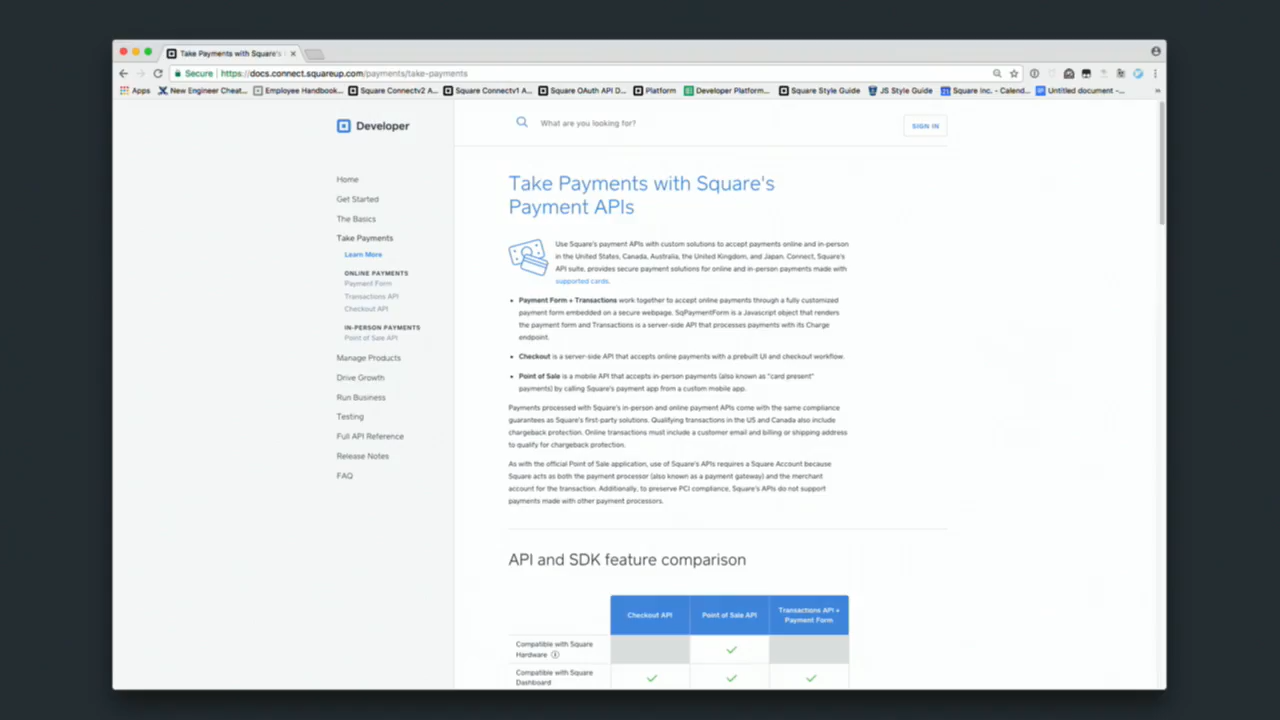 Take Payments with Square's
Secure https://docs.connect.squareup.com/payments/take-payments
Apps New Engineer Cheat... Employee Handbook... Square Connectv2 A... Square Connectv1 A... Square OAuth API D... Platform Developer Platform... Square Style Guide JS Style Guide Square Inc. - Calend... Untitled document -...
Developer
What are you looking for?
SIGN IN
Home
Get Started
The Basics
Take Payments
Learn More
ONLINE PAYMENTS
Payment Form
Transactions API
Checkout API
IN-PERSON PAYMENTS
Point of Sale API
Manage Products
Drive Growth
Run Business
Testing
Full API Reference
Release Notes
FAQ
Take Payments with Square's
Payment APIs
Use Square's payment APIs with custom solutions to accept payments online and in-person
in the United States, Canada, Australia, the United Kingdom, and Japan. Connect, Square's
API suite, provides secure payment solutions for online and in-person payments made with
supported cards.
• Payment Form + Transactions work together to accept online payments through a fully customized
payment form embedded on a secure webpage. SqPaymentForm is a Javascript object that renders
the payment form and Transactions is a server-side API that processes payments with its Charge
endpoint.
• Checkout is a server-side API that accepts online payments with a prebuilt UI and checkout workflow.
• Point of Sale is a mobile API that accepts in-person payments (also known as "card present"
payments) by calling Square's payment app from a custom mobile app.
Payments processed with Square's in-person and online payment APIs come with the same compliance
guarantees as Square's first-party solutions. Qualifying transactions in the US and Canada also include
chargeback protection. Online transactions must include a customer email and billing or shipping address
to qualify for chargeback protection.
As with the official Point of Sale application, use of Square's APIs requires a Square Account because
Square acts as both the payment processor (also known as a payment gateway) and the merchant
account for the transaction. Additionally, to preserve PCI compliance, Square's APIs do not support
payments made with other payment processors.
API and SDK feature comparison
Checkout API
Point of Sale API
Transactions API +
Payment Form
Compatible with Square
Hardware
Compatible with Square
Dashboard